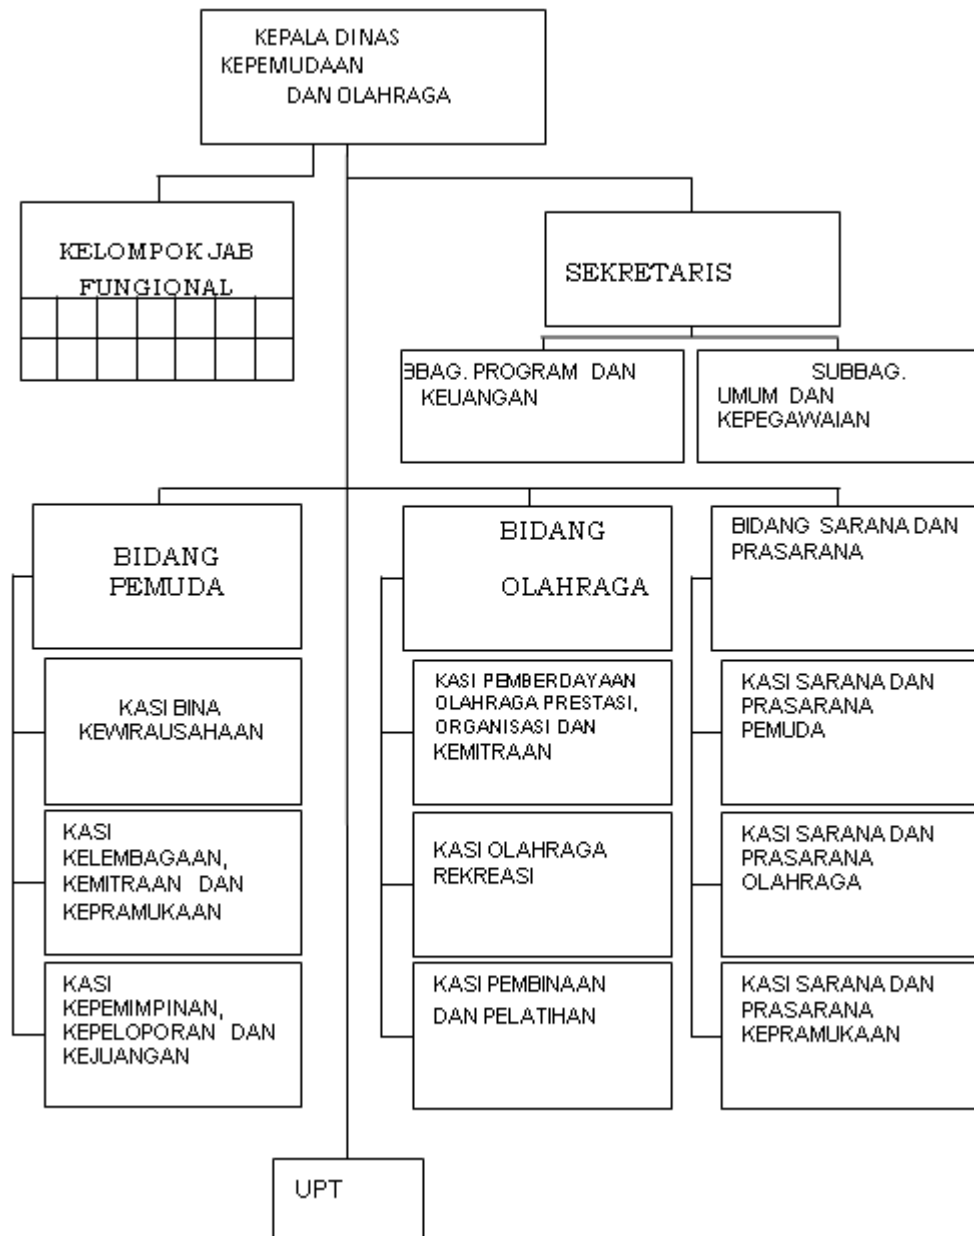 KEPALA DINAS
KEPEMUDAAN
DAN OLAHRAGA
KELOMPOK JAB
FUNGIONAL
SEKRETARIS
BBAG. PROGRAM DAN
KEUANGAN
SUBBAG.
UMUM DAN
KEPEGAWAIAN
BIDANG
PEMUDA
BIDANG
OLAHRAGA
BIDANG SARANA DAN
PRASARANA
KASI BINA
KEWIRAUSAHAAN
KASI PEMBERDAYAAN
OLAHRAGA PRESTASI,
ORGANISASI DAN
KEMITRAAN
KASI SARANA DAN
PRASARANA
PEMUDA
KASI
KELEMBAGAAN,
KEMITRAAN DAN
KEPRAMUKAAN
KASI OLAHRAGA
REKREASI
KASI SARANA DAN
PRASARANA
OLAHRAGA
KASI
KEPEMIMPINAN,
KEPELOPORAN DAN
KEJUANGAN
KASI PEMBINAAN
DAN PELATIHAN
KASI SARANA DAN
PRASARANA
KEPRAMUKAAN
UPT